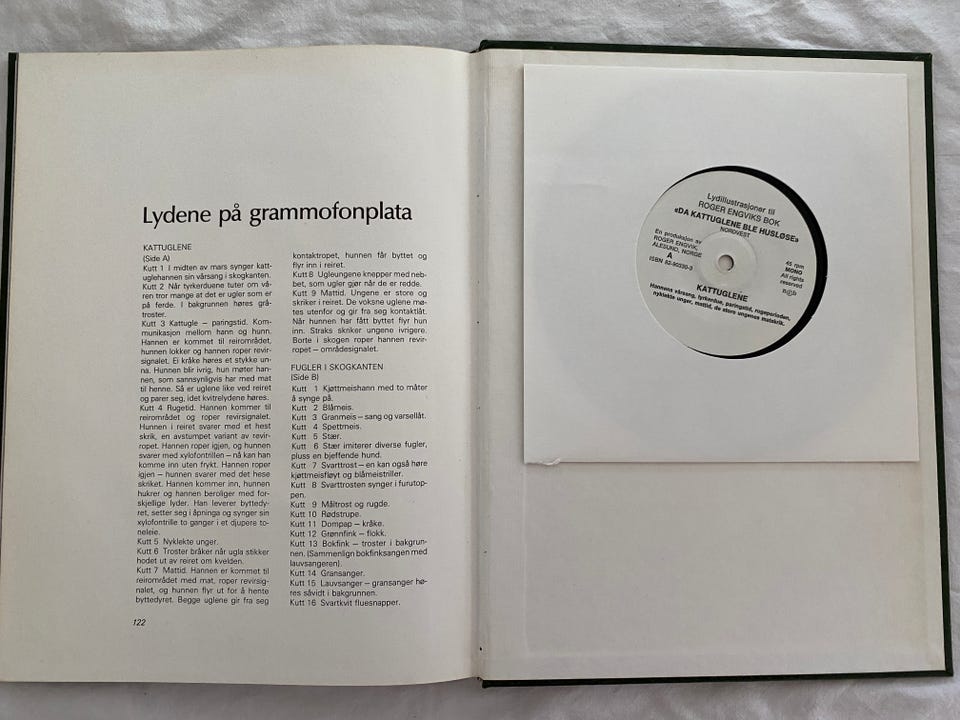 Lydene på grammofonplata
KATTUGLENE
(Side A)
Kutt 1 I midten av mars synger katt-
uglehannen sin vårsang i skogkanten.
Kutt 2 Når tyrkerduene tuter om vå-
ren tror mange at det er ugler som er
på ferde. I bakgrunnen høres grå-
troster.
Kutt 3 Kattugle – paringstid. Kom-
munikasjon mellom hann og hunn.
Hannen er kommet til reirområdet,
hunnen lokker og hannen roper revir-
signalet. Ei kråke høres et stykke un-
na. Hunnen blir ivrig, hun møter han-
nen, som sannsynligvis har med mat
til henne. Så er uglene like ved reiret
og parer seg, idet kvitrelydene høres.
Kutt 4 Rugetid. Hannen kommer til
reirområdet og roper revirsignalet.
Hunnen i reiret svarer med et hest
skrik, en avstumpet variant av revir-
ropet. Hannen roper igjen, og hunnen
svarer med xylofontrillen – nå kan han
komme inn uten frykt. Hannen roper
igjen – hunnen svarer med det hese
skriket. Hannen kommer inn, hunnen
hukrer og hannen beroliger med for-
skjellige lyder. Han leverer byttedy-
ret, setter seg i åpninga og synger sin
xylofontrille to ganger i et djupere to-
neleie.
Kutt 5 Nyklekte unger.
Kutt 6 Troster bråker når ugla stikker
hodet ut av reiret om kvelden.
Kutt 7 Mattid. Hannen er kommet til
reirområdet med mat, roper revirsig-
nalet, og hunnen flyr ut for å hente
byttedyret. Begge uglene gir fra seg
kontaktropet, hunnen får byttet og
flyr inn i reiret.
Kutt 8 Ugleungene knepper med neb-
bet, som ugler gjør når de er redde.
Kutt 9 Mattid. Ungene er store og
skriker i reiret. De voksne uglene mø-
tes utenfor og gir fra seg kontaktlåt.
Når hunnen har fått byttet flyr hun
inn. Straks skriker ungene ivrigere.
Borte i skogen roper hannen revir-
ropet – områdesignalet.
FUGLER I SKOGKANTEN
(Side B)
Kutt 1 Kjøttmeishann med to måter
å synge på.
Kutt 2 Blåmeis.
Kutt 3 Granmeis – sang og varsellåt.
Kutt 4 Spettmeis.
Kutt 5 Stær.
Kutt 6 Stær imiterer diverse fugler,
pluss en bjeffende hund.
Kutt 7 Svarttrost – en kan også høre
kjøttmeisfløyt og blåmeistriller.
Kutt 8 Svarttrosten synger i furutop-
pen.
Kutt 9 Måltrost og rugde.
Kutt 10 Rødstrupe.
Kutt 11 Dompap – kråke.
Kutt 12 Grønnfink – flokk.
Kutt 13 Bokfink – troster i bakgrun-
nen. (Sammenlign bokfinksangen med
lauvsangeren).
Kutt 14 Gransanger.
Kutt 15 Lauvsanger – gransanger hø-
res såvidt i bakgrunnen.
Kutt 16 Svartkvit fluesnapper.
122
Lydillustrasjoner til
ROGER ENGVIKS BOK
«DA KATTUGLENE BLE HUSLØSE»
NORDVEST
En produksjon av
ROGER ENGVIK,
ÅLESUND, NORGE
A
ISBN 82-90330-3
45 rpm
MONO
All rights
reserved
n©b
KATTUGLENE
Hannens vårsang, tyrkerdue, paringstid, rugeperioden,
nyklekte unger, mattid, de store ungenes matskrik.